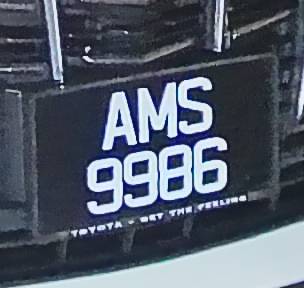 AMS
9986
TOYOTA - GET THE FEELING